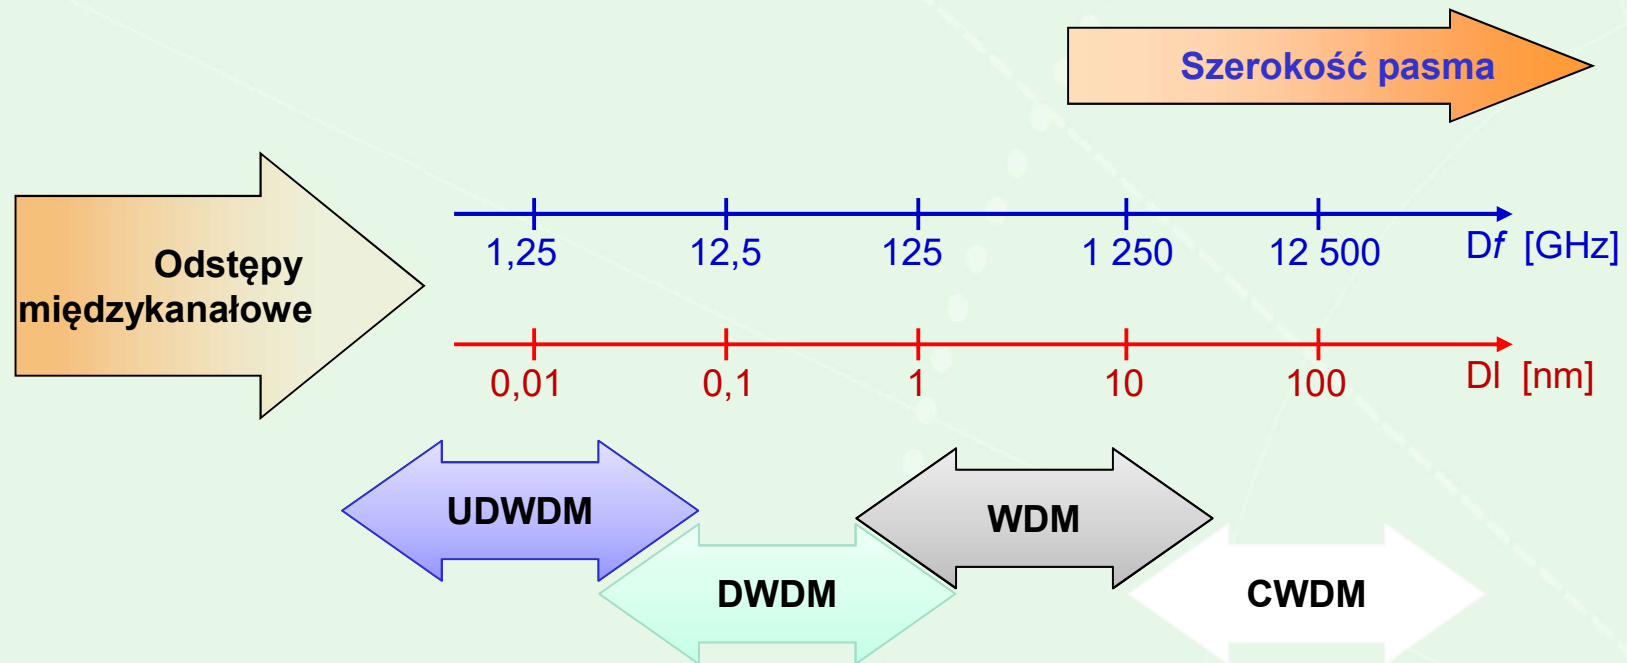 Szerokość pasma
Odstępy
międzykanałowe
1,25 12,5 125 1 250 12 500 Df [GHz]
0,01 0,1 1 10 100 Dl [nm]
UDWDM
WDM
DWDM
CWDM